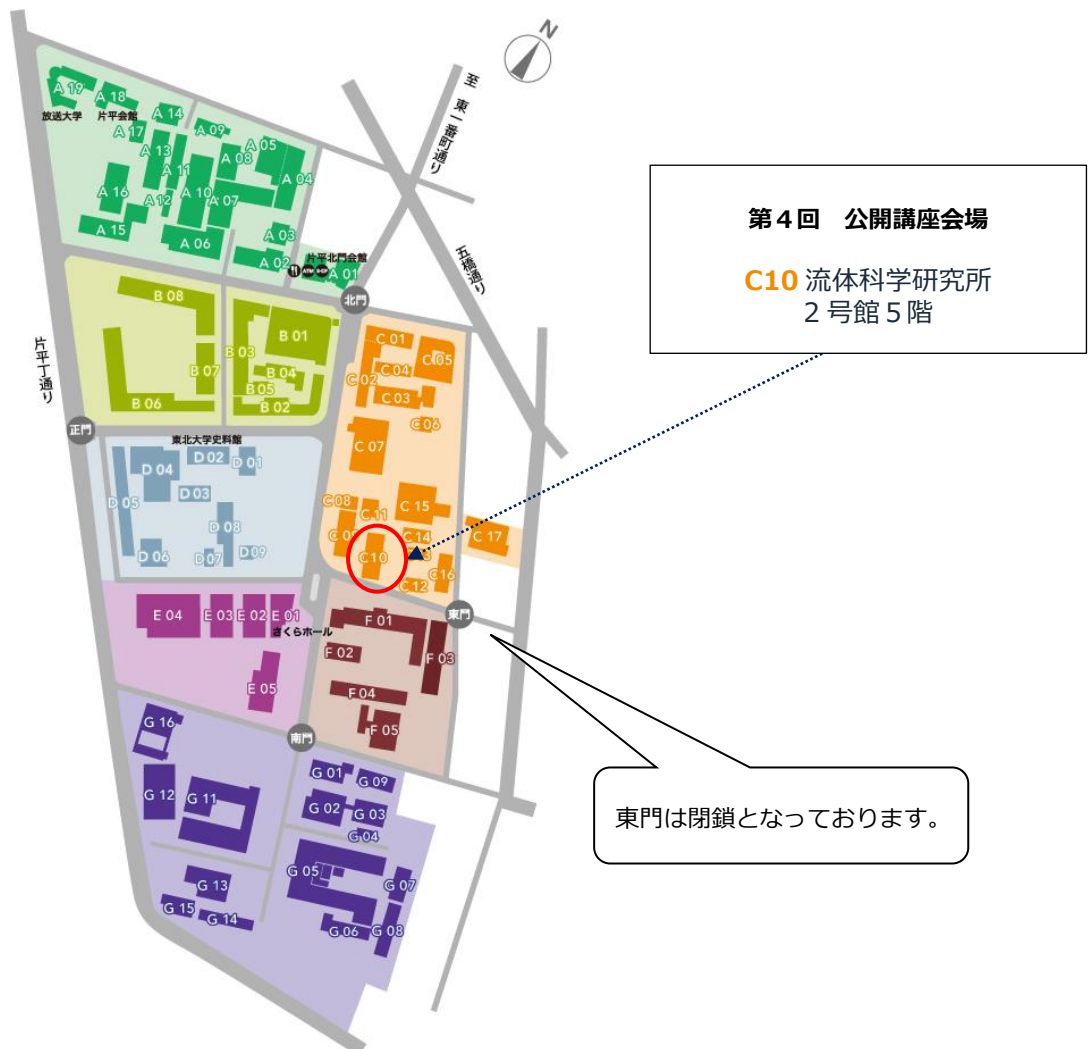 N
至 東一番町通り
A 19
A 18
放送大学
片平会館
A 14
A 17
A 09
A 13
A 11
A 08
A 05
A 04
A 16
A 12
A 10
A 07
A 15
A 06
A 03
A 02
片平北門会館
ATM
A 01
北門
五橋通り
第４回 公開講座会場
C10 流体科学研究所
２号館５階
片平丁通り
B 08
B 01
B 03
B 04
B 07
B 05
B 06
B 02
正門
C 01
C 05
C 04
C 02
C 03
C 06
C 07
東北大学史料館
D 02
D 01
D 04
D 03
D 05
D 08
D 06
D 07
D 09
C 08
C 11
C 15
C 14
C 17
C10
C 16
C 12
東門
E 04
E 03
E 02
E 01
さくらホール
E 05
F 01
F 02
F 03
F 04
F 05
南門
東門は閉鎖となっております。
G 16
G 12
G 11
G 01
G 09
G 02
G 03
G 04
G 05
G 07
G 13
G 15
G 14
G 06
G 08